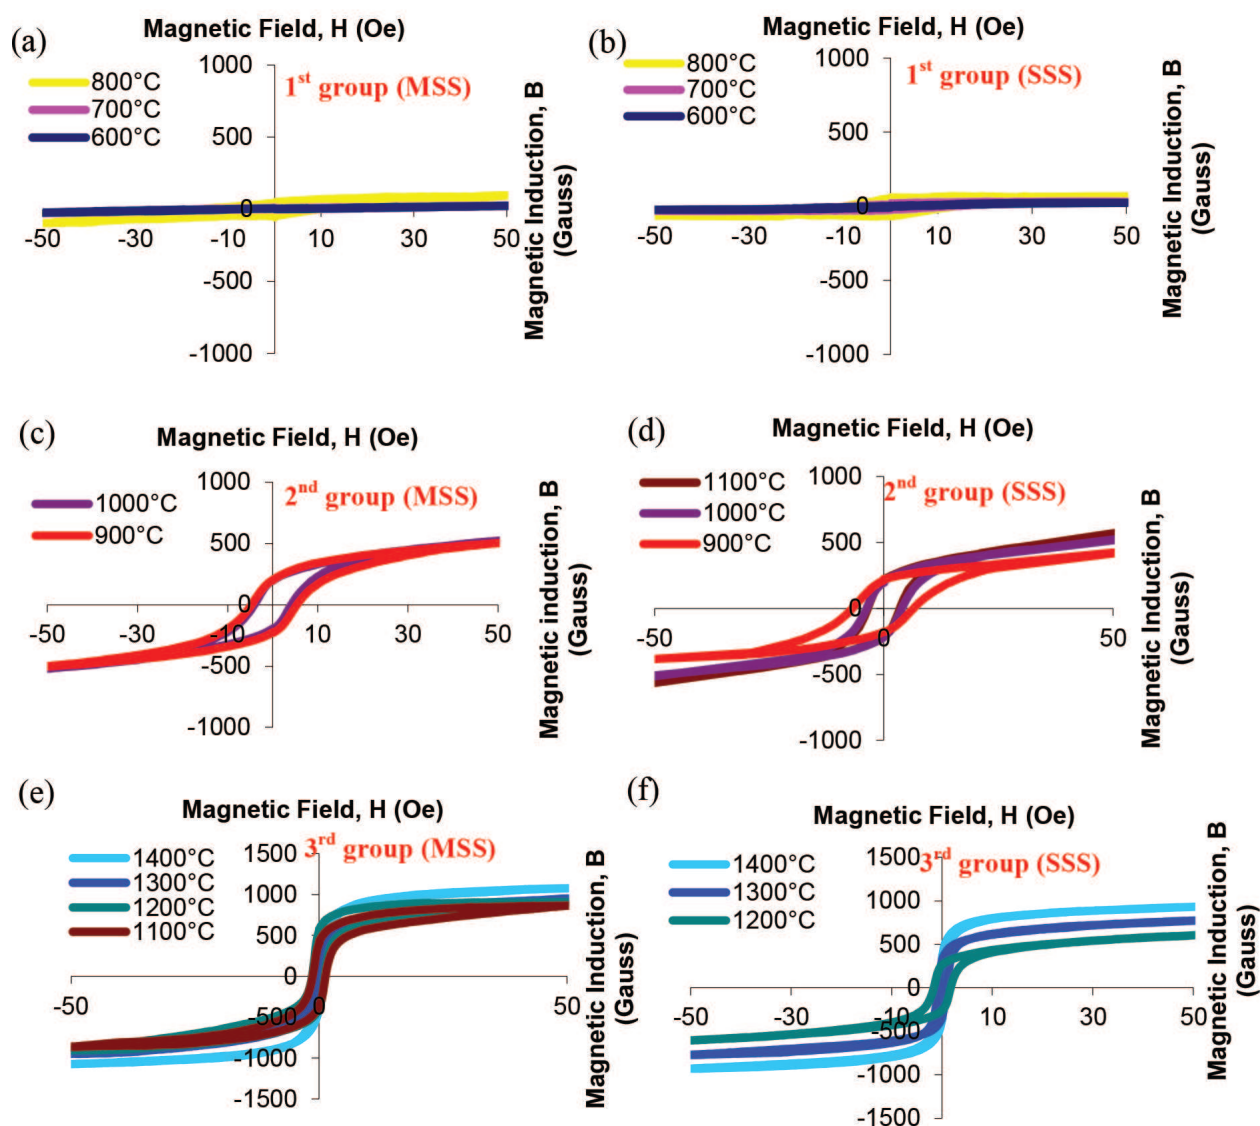 (a)
Magnetic Field, H (Oe)
800°C
700°C
600°C
1st group (MSS)
1000
500
0
-500
-1000
-50 -30 -10 10 30 50
Magnetic Induction, B
(Gauss)
(b)
Magnetic Field, H (Oe)
800°C
700°C
600°C
1st group (SSS)
1000
500
0
-500
-1000
-50 -30 -10 10 30 50
Magnetic Induction, B
(Gauss)
(c)
Magnetic Field, H (Oe)
1000°C
900°C
2nd group (MSS)
1000
500
0
-500
-1000
-50 -30 -10 10 30 50
Magnetic induction, B
(Gauss)
(d)
Magnetic Field, H (Oe)
1100°C
1000°C
900°C
2nd group (SSS)
1000
500
0
-500
-1000
-50 0 50
Magnetic Induction, B
(Gauss)
(e)
Magnetic Field, H (Oe)
1400°C
1300°C
1200°C
1100°C
3rd group (MSS)
1500
1000
500
0
-500
-1000
-1500
-50 0 50
Magnetic Induction, B
(Gauss)
(f)
Magnetic Field, H (Oe)
1400°C
1300°C
1200°C
3rd group (SSS)
1500
1000
500
0
-500
-1000
-1500
-50 -30 -10 10 30 50
Magnetic Induction, B
(Gauss)